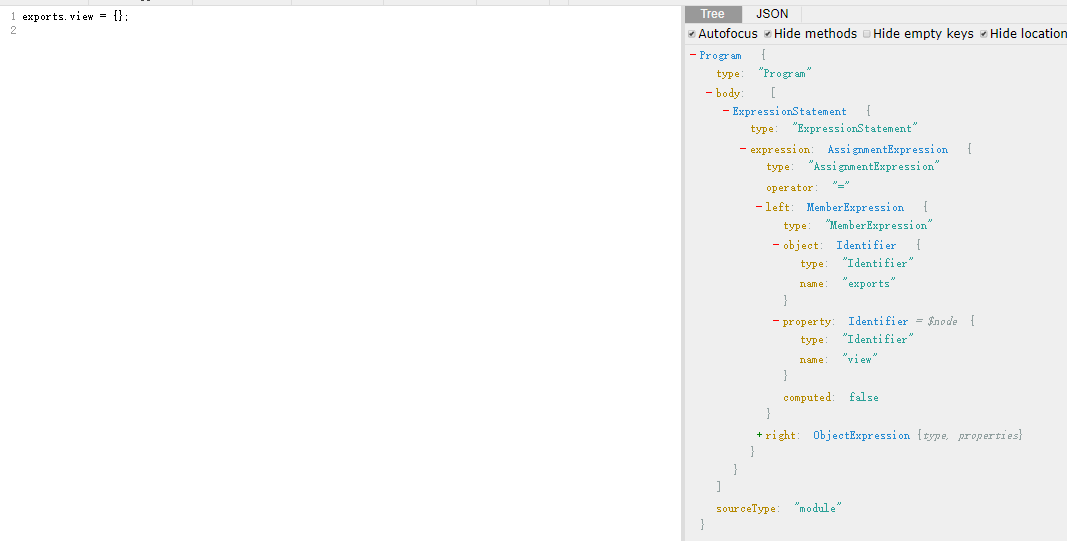 1 exports.view = {};
2
Tree JSON
Autofocus Hide methods Hide empty keys Hide location
Program {
type: "Program"
body: [
ExpressionStatement {
type: "ExpressionStatement"
expression: AssignmentExpression {
type: "AssignmentExpression"
operator: "="
left: MemberExpression {
type: "MemberExpression"
object: Identifier {
type: "Identifier"
name: "exports"
}
property: Identifier = $node {
type: "Identifier"
name: "view"
}
computed: false
}
+ right: ObjectExpression {type, properties}
}
}
]
sourceType: "module"
}